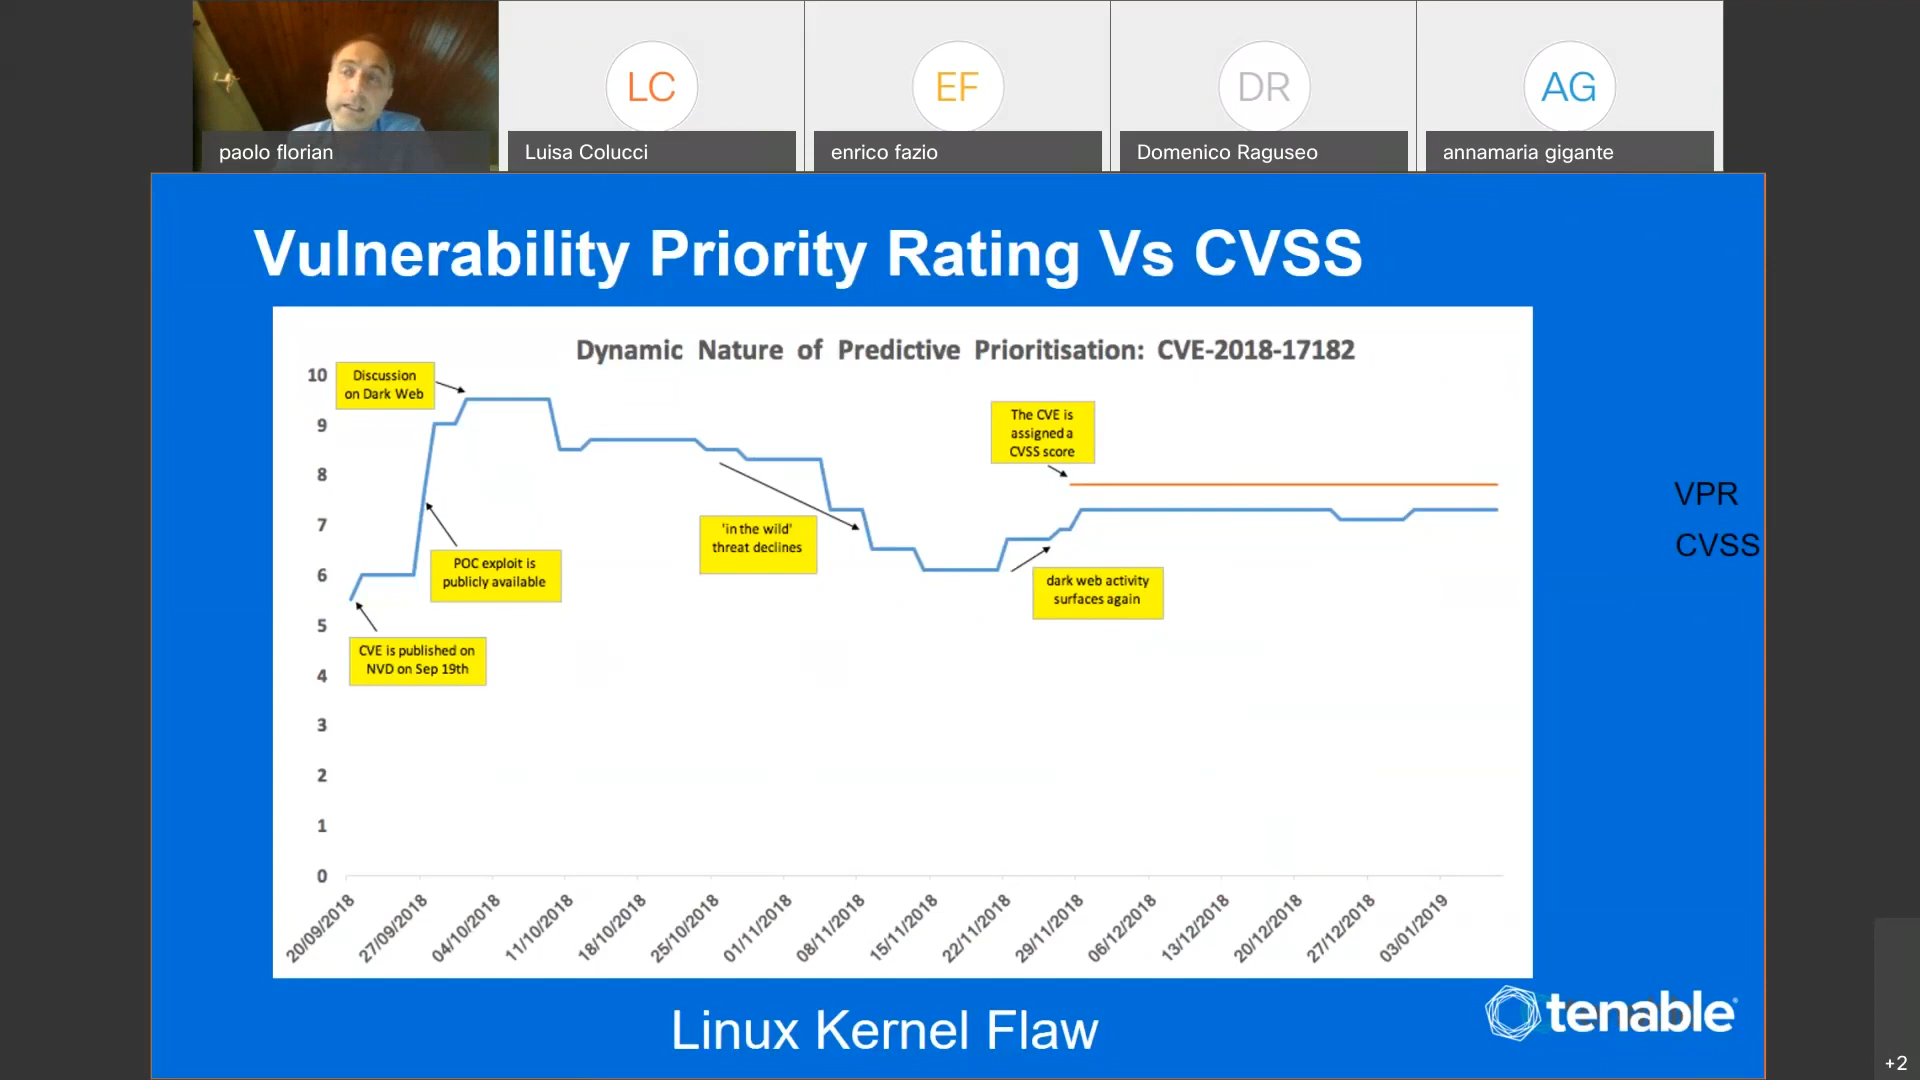 LC
EF
DR
AG
paolo florian
Luisa Colucci
enrico fazio
Domenico Raguseo
annamaria gigante
Vulnerability Priority Rating Vs CVSS
Dynamic Nature of Predictive Prioritisation: CVE-2018-17182
10
9
8
7
6
5
4
3
2
1
0
Discussion
on Dark Web
The CVE is
assigned a
CVSS score
'in the wild'
threat declines
POC exploit is
publicly available
dark web activity
surfaces again
CVE is published on
NVD on Sep 19th
VPR
CVSS
20/09/2018
27/09/2018
04/10/2018
11/10/2018
18/10/2018
25/10/2018
01/11/2018
08/11/2018
15/11/2018
22/11/2018
29/11/2018
06/12/2018
13/12/2018
20/12/2018
27/12/2018
03/01/2019
Linux Kernel Flaw
tenable
+2